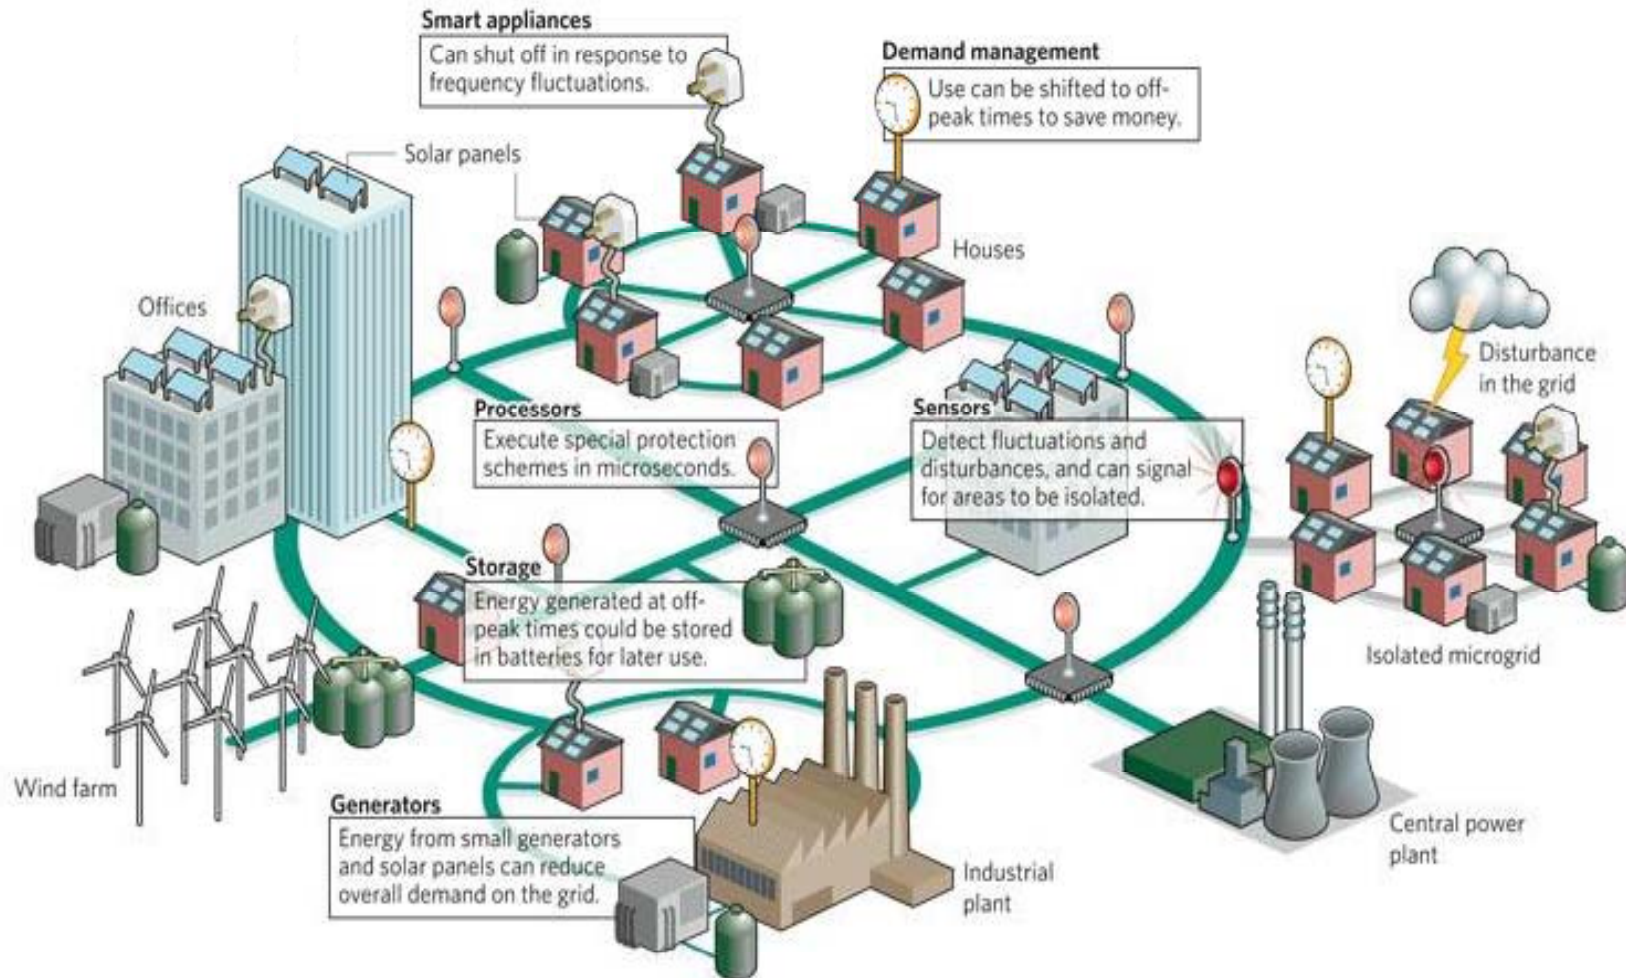 Smart appliances
Can shut off in response to
frequency fluctuations.
Demand management
Use can be shifted to off-
peak times to save money.
Solar panels
Houses
Offices
Disturbance
in the grid
Processors
Execute special protection
schemes in microseconds.
Sensors
Detect fluctuations and
disturbances, and can signal
for areas to be isolated.
Storage
Energy generated at off-
peak times could be stored
in batteries for later use.
Isolated microgrid
Wind farm
Generators
Energy from small generators
and solar panels can reduce
overall demand on the grid.
Industrial
plant
Central power
plant